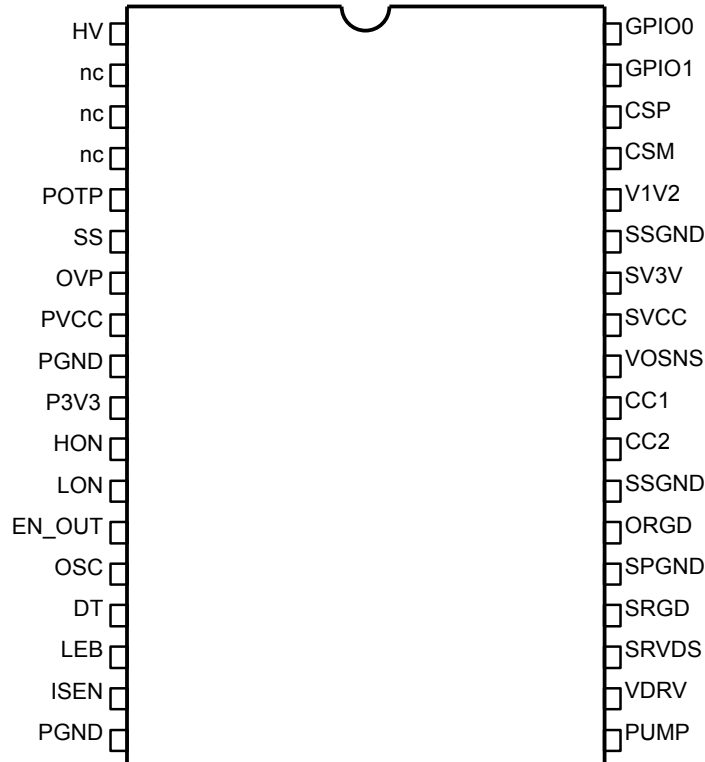 HV GPIO0
nc GPIO1
nc CSP
nc CSM
POTP V1V2
SS SSGND
OVP SV3V
PVCC SVCC
PGND VOSNS
P3V3 CC1
HON CC2
LON SSGND
EN_OUT ORGD
OSC SPGND
DT SRGD
LEB SRVDS
ISEN VDRV
PGND PUMP